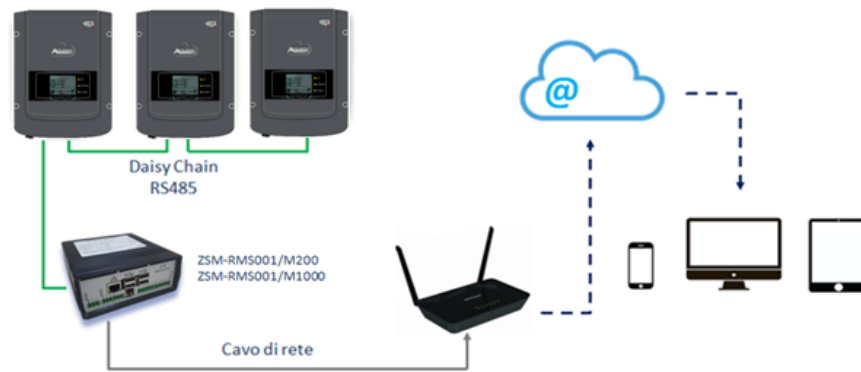 Daisy Chain
RS485
@
ZSM-RMS001/M200
ZSM-RMS001/M1000
Cavo di rete